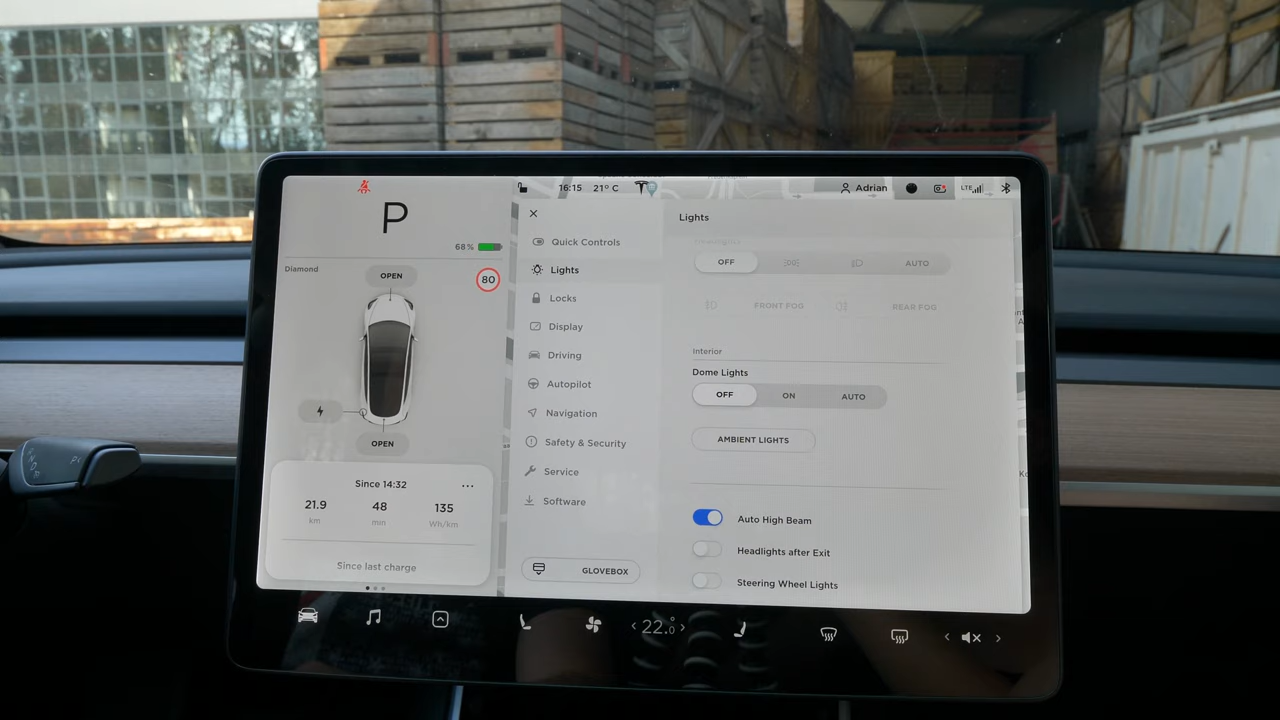 16:15 21° C
Adrian
LTE
P
68 %
Diamond
OPEN
80
OPEN
Since 14:32
...
21.9 48 135
km min Wh/km
Since last charge
Quick Controls
Lights
Locks
Display
Driving
Autopilot
Navigation
Safety & Security
Service
Software
GLOVEBOX
Lights
Headlights
OFF AUTO
FRONT FOG REAR FOG
Interior
Dome Lights
OFF ON AUTO
AMBIENT LIGHTS
Auto High Beam
Headlights after Exit
Steering Wheel Lights
22.0